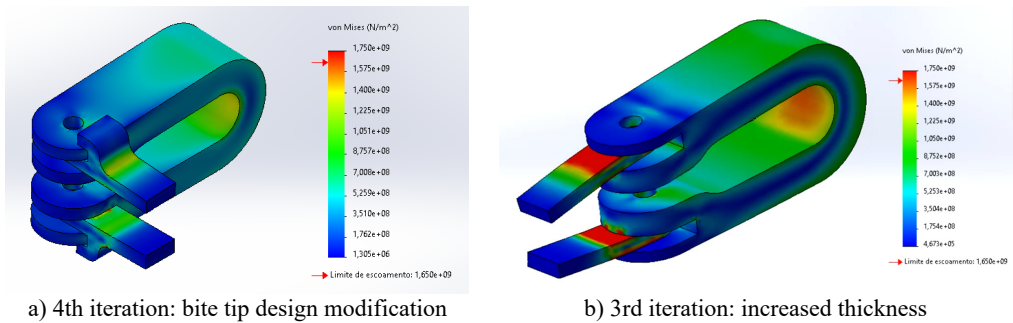 von Mises (N/m^2)
1,750e+09
1,575e+09
1,400e+09
1,225e+09
1,051e+09
8,757e+08
7,008e+08
5,259e+08
3,510e+08
1,762e+08
1,305e+06
Limite de escoamento: 1,650e+09
a) 4th iteration: bite tip design modification
von Mises (N/m^2)
1,750e+09
1,575e+09
1,400e+09
1,225e+09
1,050e+09
8,752e+08
7,003e+08
5,253e+08
3,504e+08
1,754e+08
4,673e+05
Limite de escoamento: 1,650e+09
b) 3rd iteration: increased thickness